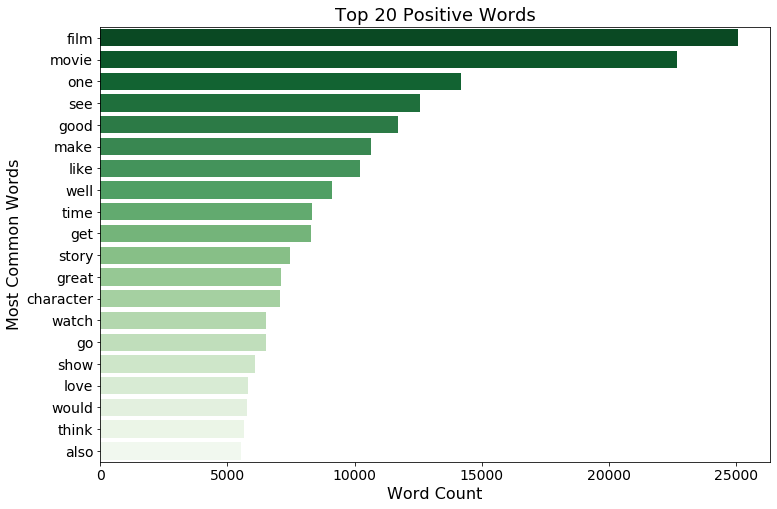 Top 20 Positive Words
Most Common Words
film
movie
one
see
good
make
like
well
time
get
story
great
character
watch
go
show
love
would
think
also
0 5000 10000 15000 20000 25000
Word Count